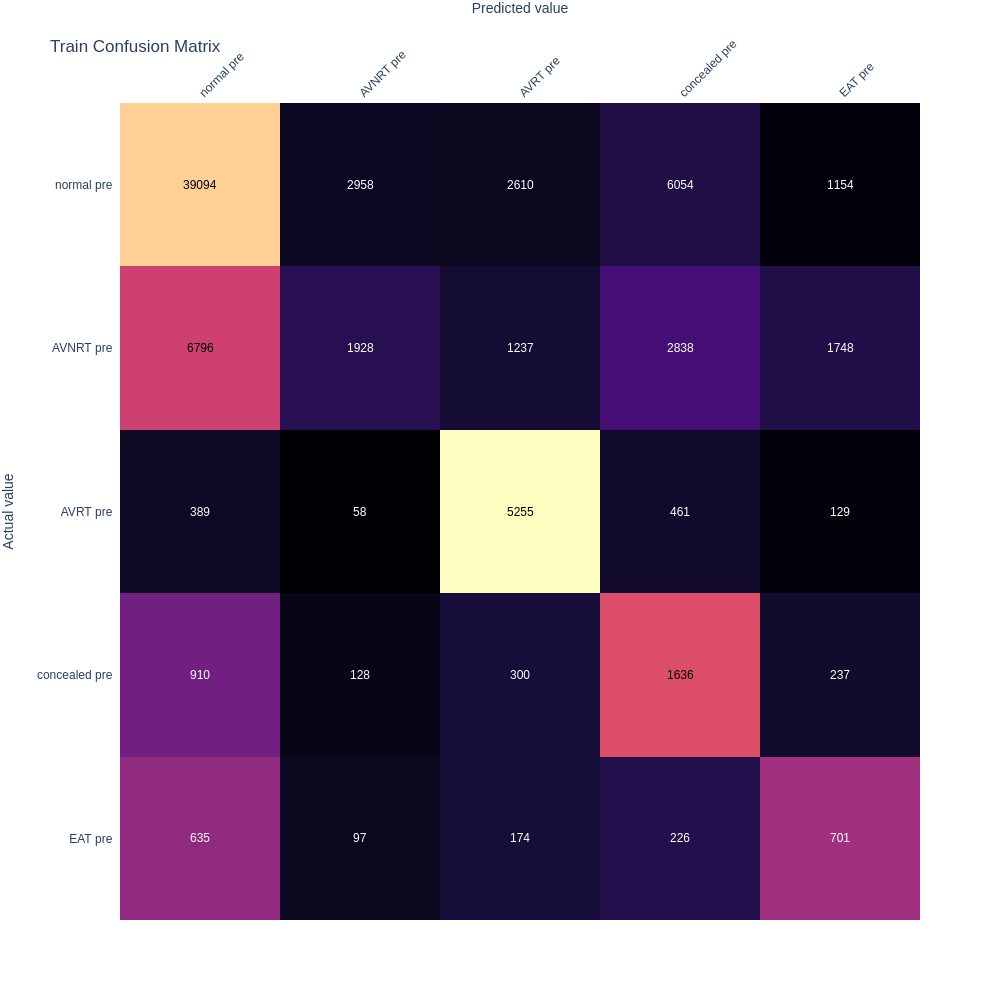 Predicted value
Train Confusion Matrix
normal pre
AVNRT pre
AVRT pre
concealed pre
EAT pre
normal pre 39094 2958 2610 6054 1154
AVNRT pre 6796 1928 1237 2838 1748
AVRT pre 389 58 5255 461 129
concealed pre 910 128 300 1636 237
EAT pre 635 97 174 226 701
Actual value